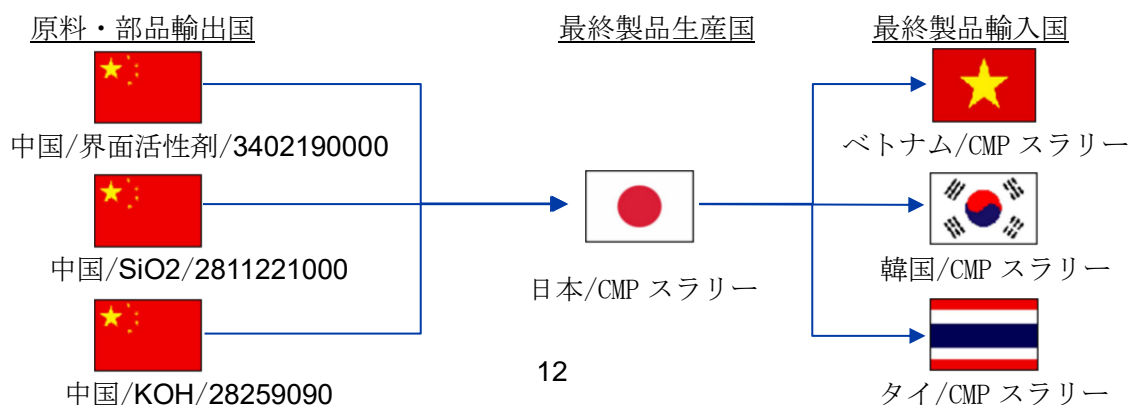 原料・部品輸出国
最終製品生産国
最終製品輸入国
中国/界面活性剤/3402190000
ベトナム/CMP スラリー
中国/SiO2/2811221000
日本/CMP スラリー
韓国/CMP スラリー
12
中国/KOH/28259090
タイ/CMP スラリー